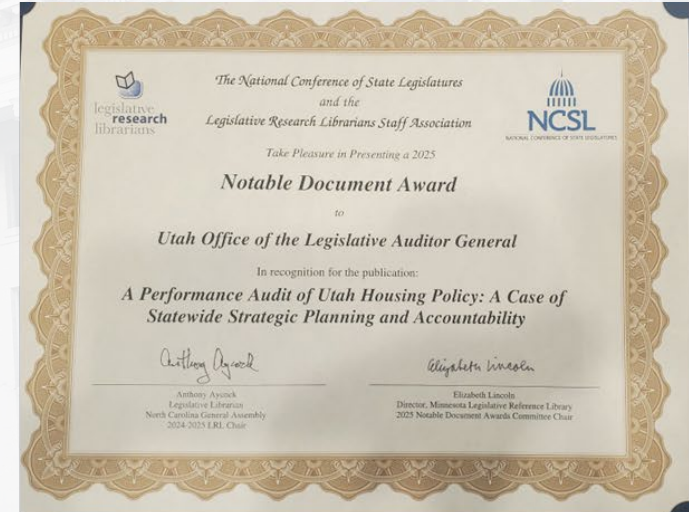 legislative
research
librarians
The National Conference of State Legislatures
and the
Legislative Research Librarians Staff Association
NCSL
NATIONAL CONFERENCE OF STATE LEGISLATURES
Take Pleasure in Presenting a 2025
Notable Document Award
to
Utah Office of the Legislative Auditor General
In recognition for the publication:
A Performance Audit of Utah Housing Policy: A Case of
Statewide Strategic Planning and Accountability
Anthony Aycock
Elizabeth Lincoln
Anthony Aycock
Legislative Librarian
North Carolina General Assembly
2024-2025 LRL Chair
Elizabeth Lincoln
Director, Minnesota Legislative Reference Library
2025 Notable Document Awards Committee Chair